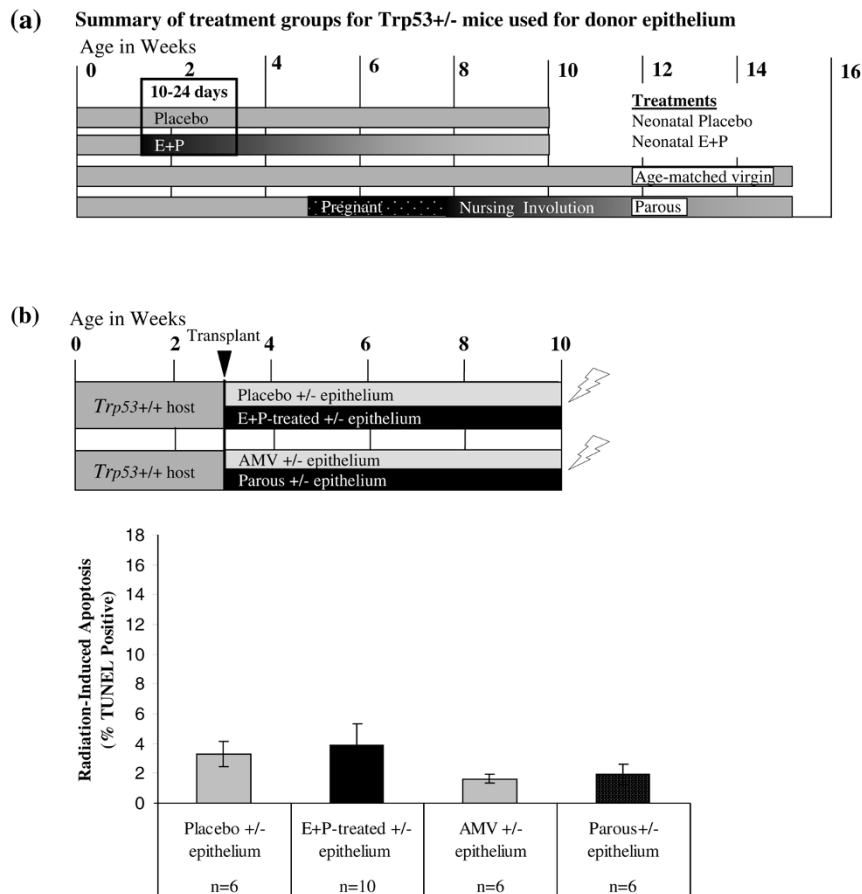 (a) Summary of treatment groups for Trp53+/- mice used for donor epithelium
Age in Weeks
0 2 4 6 8 10 12 14 16
10-24 days
Placebo
E+P
Treatments
Neonatal Placebo
Neonatal E+P
Age-matched virgin
Pregnant Nursing Involution Parous
(b) Age in Weeks
Transplant
0 2 4 6 8 10
Trp53+/+ host
Placebo +/- epithelium
E+P-treated +/- epithelium
Trp53+/+ host
AMV +/- epithelium
Parous +/- epithelium
Radiation-Induced Apoptosis
(% TUNEL Positive)
18
16
14
12
10
8
6
4
2
0
Placebo +/- E+P-treated +/- AMV +/- Parous+/-
epithelium epithelium epithelium epithelium
n=6 n=10 n=6 n=6